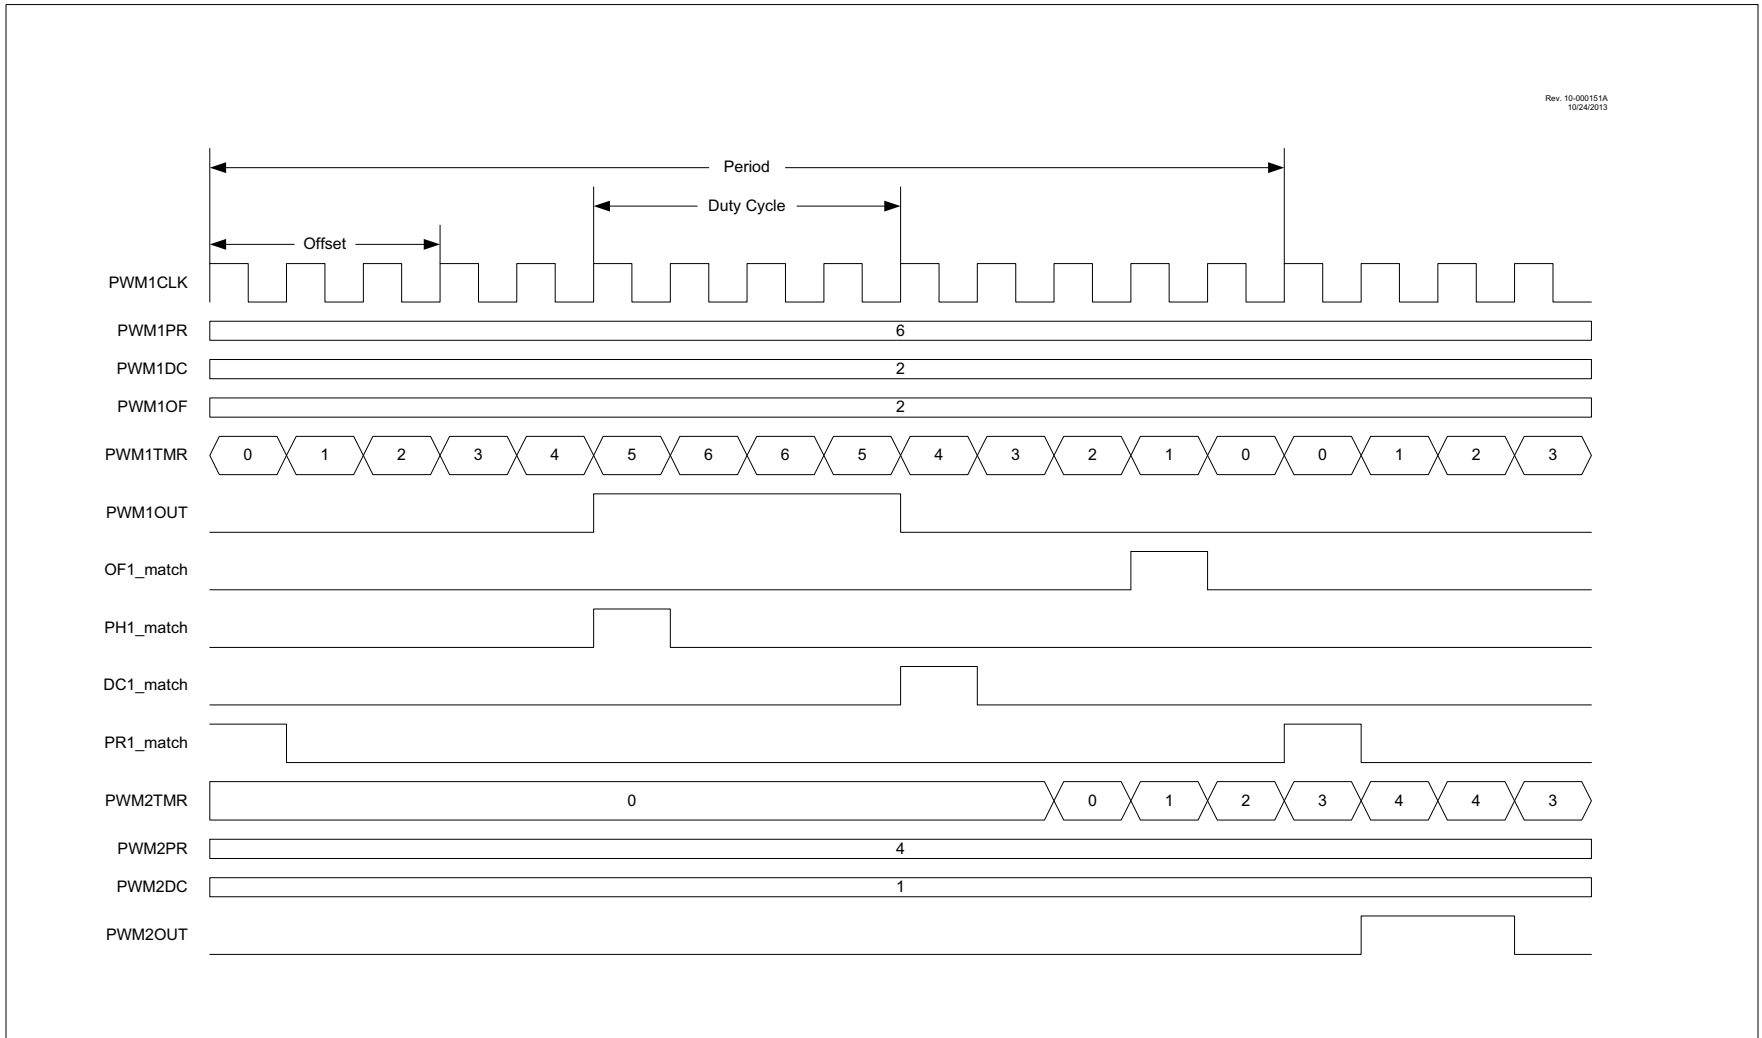 Rev. 10-000151A
10/24/2013
Period
Duty Cycle
Offset
PWM1CLK
PWM1PR 6
PWM1DC 2
PWM1OF 2
PWM1TMR 0 1 2 3 4 5 6 6 5 4 3 2 1 0 0 1 2 3
PWM1OUT
OF1_match
PH1_match
DC1_match
PR1_match
PWM2TMR 0 0 1 2 3 4 4 3
PWM2PR 4
PWM2DC 1
PWM2OUT